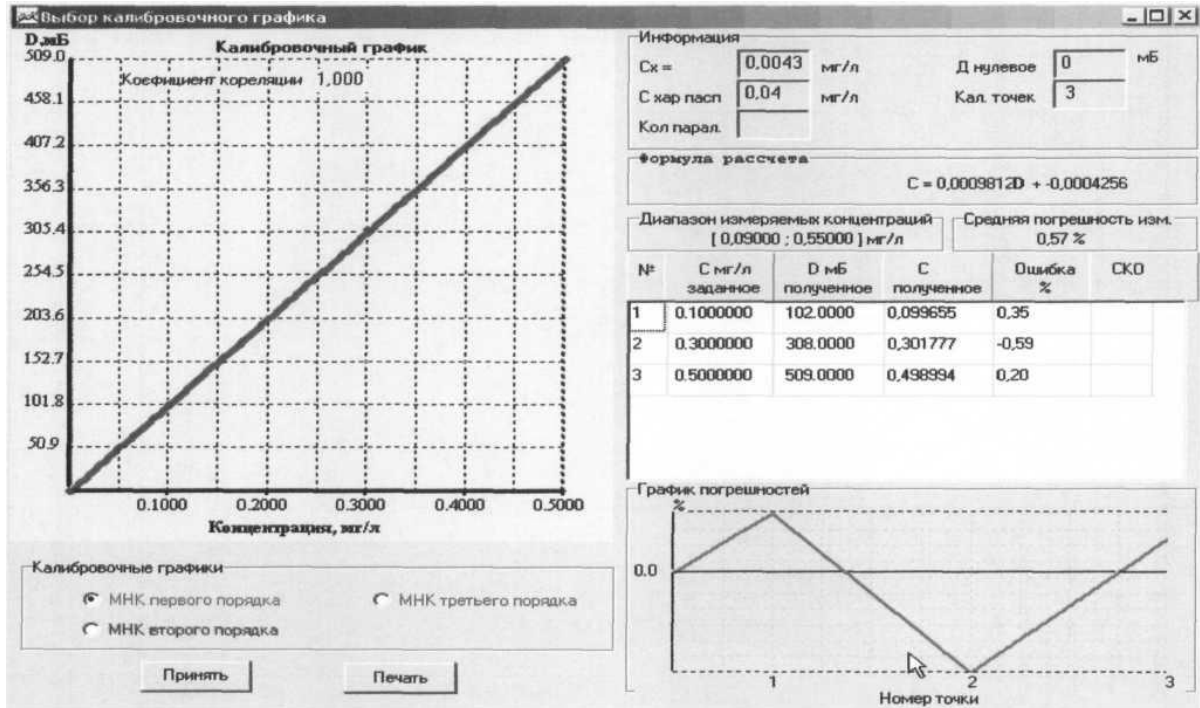 Выбор калибровочного графика
D,мБ
Калибровочный график
Коефициент кореляции 1,000
509.0
458.1
407.2
356.3
305.4
254.5
203.6
152.7
101.8
50.9
0.1000 0.2000 0.3000 0.4000 0.5000
Концентрация, мг/л
Калибровочные графики
МНК первого порядка
МНК третьего порядка
МНК второго порядка
Принять
Печать
Информация
Cx = 0,0043 мг/л
Д нулевое 0 мБ
С хар пасп 0,04 мг/л
Кал. точек 3
Кол парал.
Формула рассчета
C = 0,0009812D + -0,0004256
Диапазон измеряемых концентраций
[ 0,09000 ; 0,55000 ] мг/л
Средняя погрешность изм.
0,57 %
№ С мг/л заданное D мБ полученное С полученное Ошибка % СКО
1 0.1000000 102.0000 0,099655 0,35
2 0.3000000 308.0000 0,301777 -0,59
3 0.5000000 509.0000 0,498994 0,20
График погрешностей
%
0.0
1 2 3
Номер точки